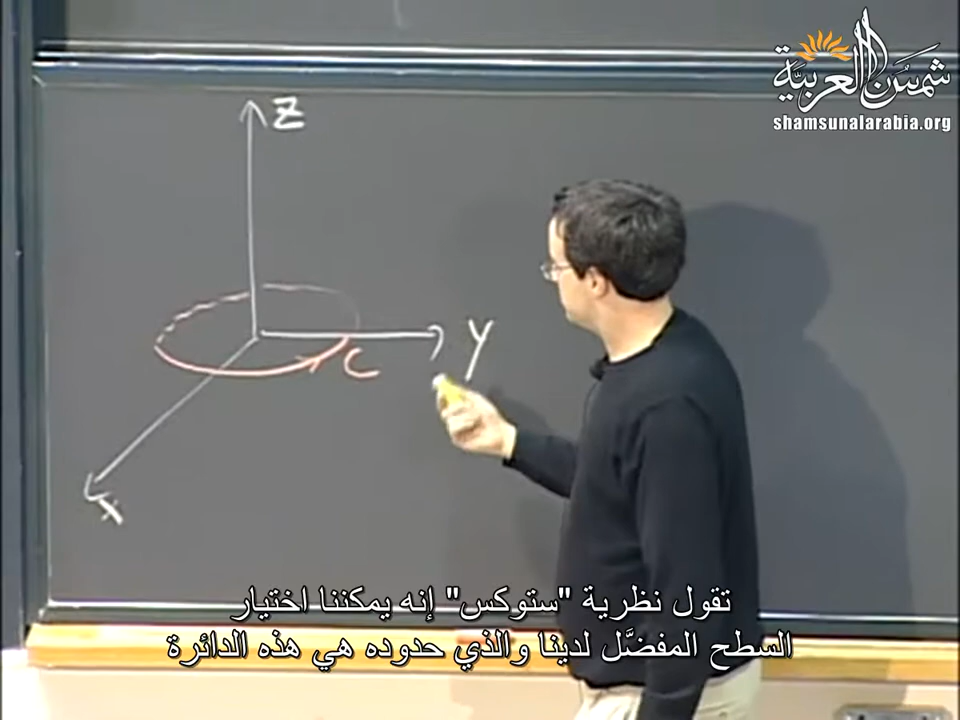 شمس العربية
shamsunalarabia.org
Z
Y
C
X
تقول نظرية "ستوكس" إنه يمكننا اختيار
السطح المفضَّل لدينا والذي حدوده هي هذه الدائرة